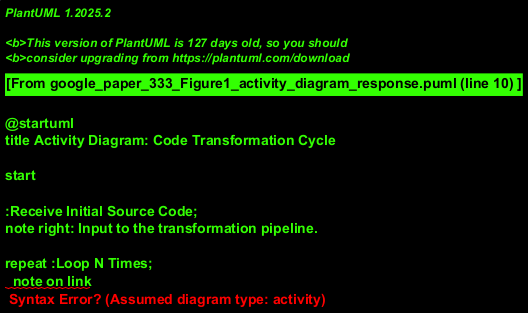 PlantUML 1.2025.2
<b>This version of PlantUML is 127 days old, so you should
<b>consider upgrading from https://plantuml.com/download
[From google_paper_333_Figure1_activity_diagram_response.puml (line 10) ]
@startuml
title Activity Diagram: Code Transformation Cycle
start
:Receive Initial Source Code;
note right: Input to the transformation pipeline.
repeat :Loop N Times;
note on link
Syntax Error? (Assumed diagram type: activity)